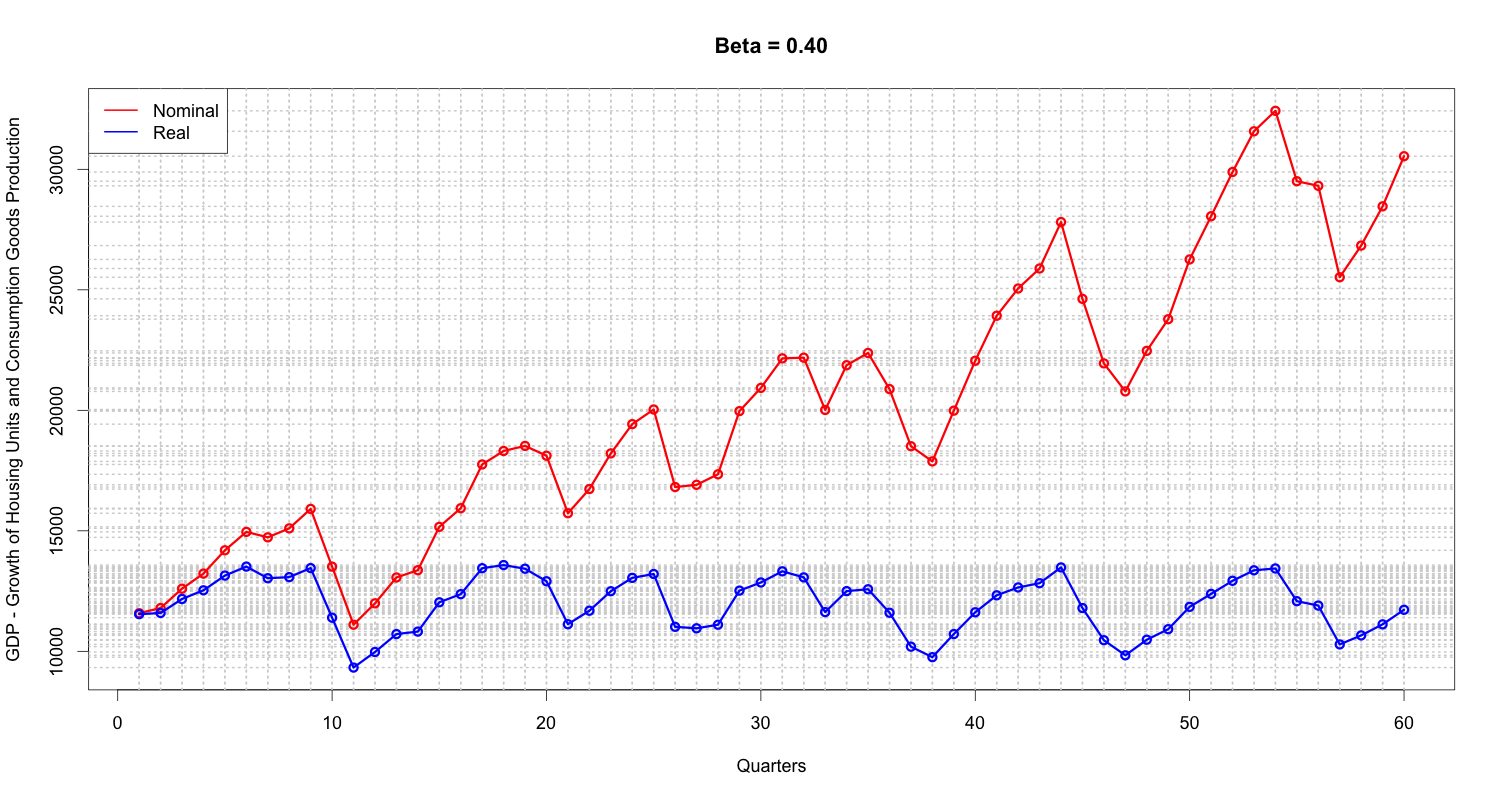 Beta = 0.40
Nominal
Real
GDP - Growth of Housing Units and Consumption Goods Production
30000
25000
20000
15000
10000
0 10 20 30 40 50 60
Quarters